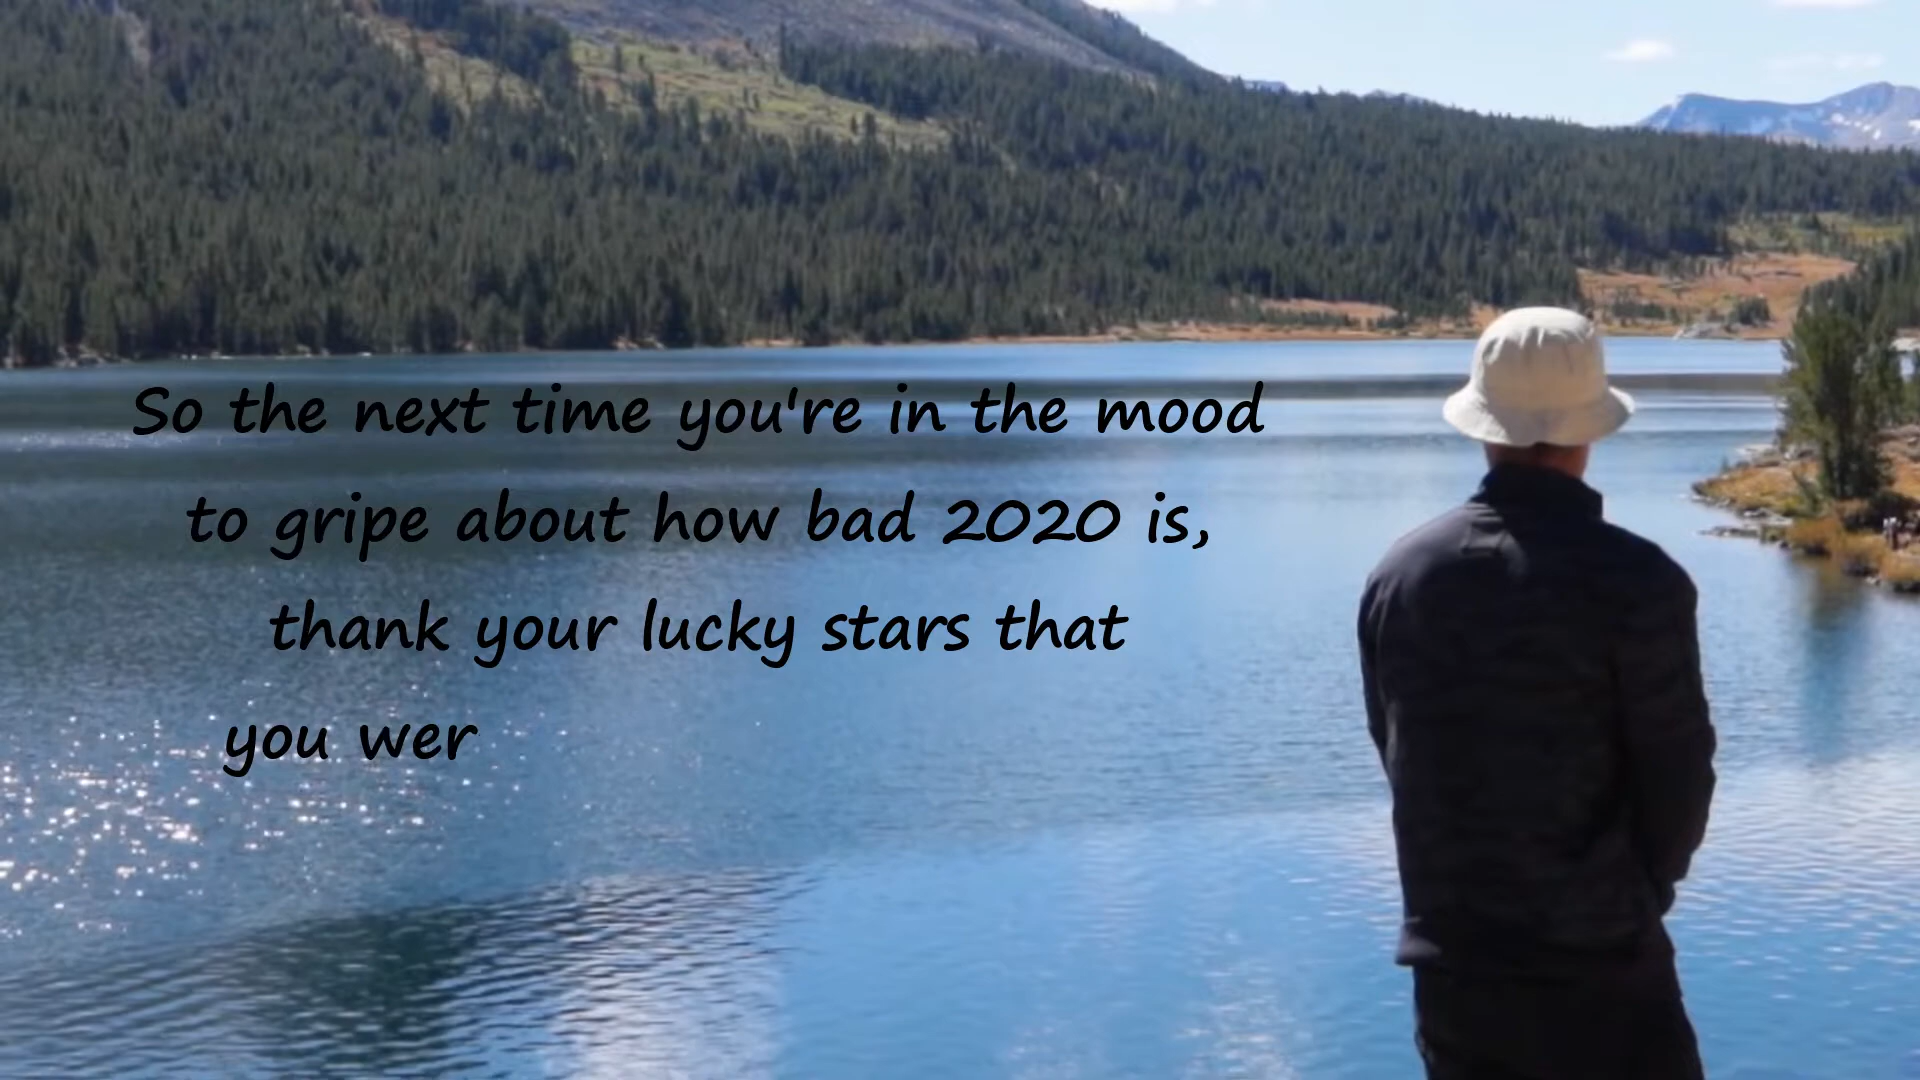 So the next time you're in the mood
to gripe about how bad 2020 is,
thank your lucky stars that
you wer